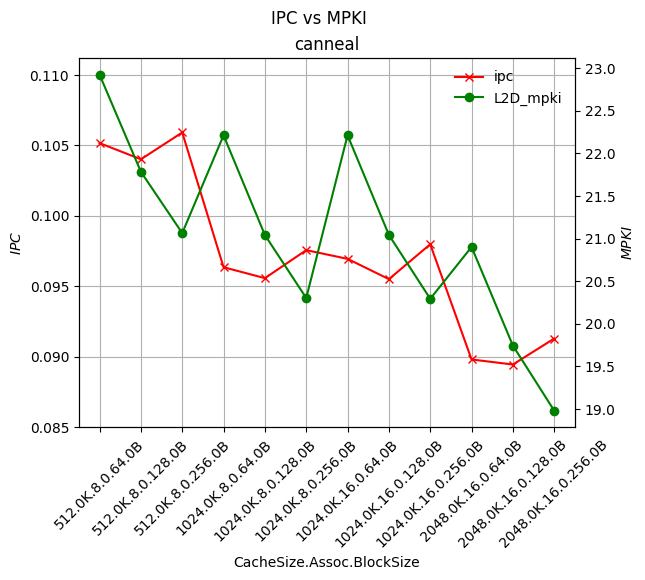 IPC vs MPKI
canneal
ipc
L2D_mpki
0.110
0.105
0.100
0.095
0.090
0.085
IPC
23.0
22.5
22.0
21.5
21.0
20.5
20.0
19.5
19.0
MPKI
512.0K.8.0.64.0B
512.0K.8.0.128.0B
512.0K.8.0.256.0B
1024.0K.8.0.64.0B
1024.0K.8.0.128.0B
1024.0K.8.0.256.0B
1024.0K.16.0.64.0B
1024.0K.16.0.128.0B
1024.0K.16.0.256.0B
2048.0K.16.0.64.0B
2048.0K.16.0.128.0B
2048.0K.16.0.256.0B
CacheSize.Assoc.BlockSize